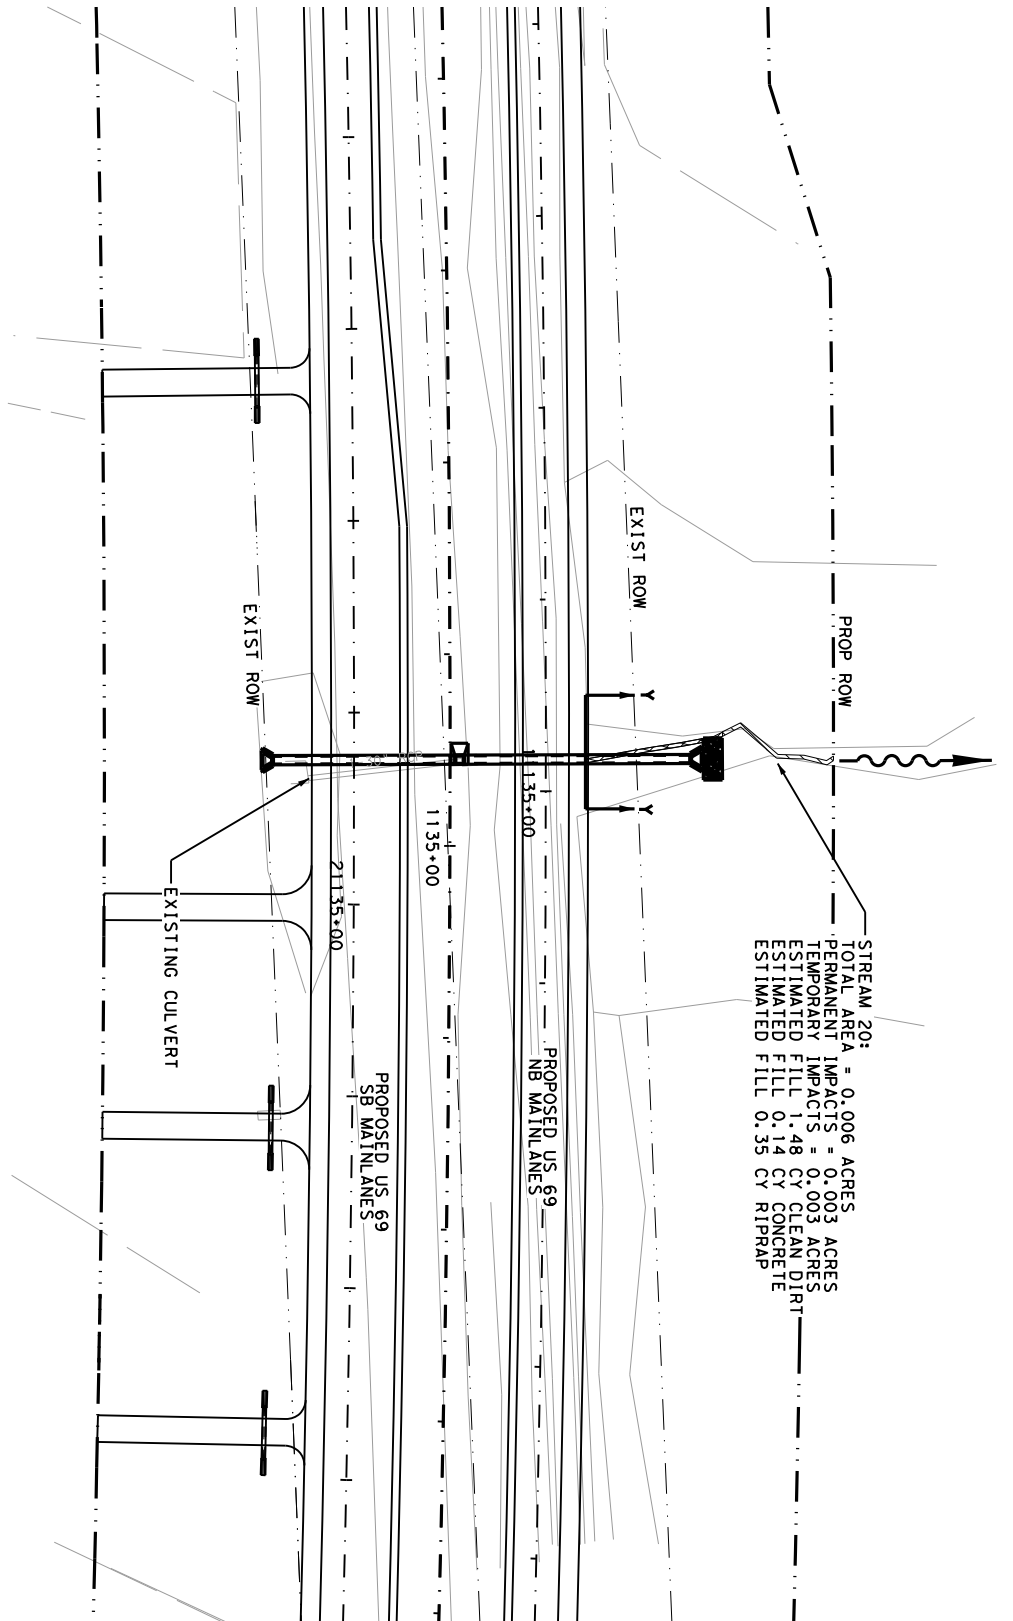 EXIST ROW
PROP ROW
EXIST ROW
Y
Y
1135+00
1135+00
21135+00
EXISTING CULVERT
STREAM 20:
TOTAL AREA = 0.006 ACRES
PERMANENT IMPACTS = 0.003 ACRES
TEMPORARY IMPACTS = 0.003 ACRES
ESTIMATED FILL 1.48 CY CLEAN DIRT
ESTIMATED FILL 0.14 CY CONCRETE
ESTIMATED FILL 0.35 CY RIPRAP
PROPOSED US 69
NB MAINLANES
PROPOSED US 69
SB MAINLANES